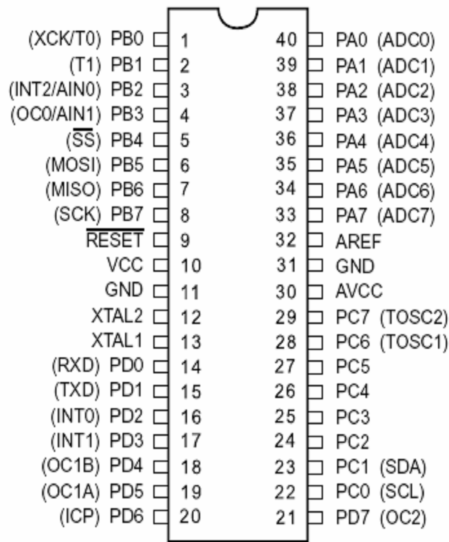 (XCK/T0) PB0 1 40 PA0 (ADC0)
(T1) PB1 2 39 PA1 (ADC1)
(INT2/AIN0) PB2 3 38 PA2 (ADC2)
(OC0/AIN1) PB3 4 37 PA3 (ADC3)
(SS) PB4 5 36 PA4 (ADC4)
(MOSI) PB5 6 35 PA5 (ADC5)
(MISO) PB6 7 34 PA6 (ADC6)
(SCK) PB7 8 33 PA7 (ADC7)
RESET 9 32 AREF
VCC 10 31 GND
GND 11 30 AVCC
XTAL2 12 29 PC7 (TOSC2)
XTAL1 13 28 PC6 (TOSC1)
(RXD) PD0 14 27 PC5
(TXD) PD1 15 26 PC4
(INT0) PD2 16 25 PC3
(INT1) PD3 17 24 PC2
(OC1B) PD4 18 23 PC1 (SDA)
(OC1A) PD5 19 22 PC0 (SCL)
(ICP) PD6 20 21 PD7 (OC2)